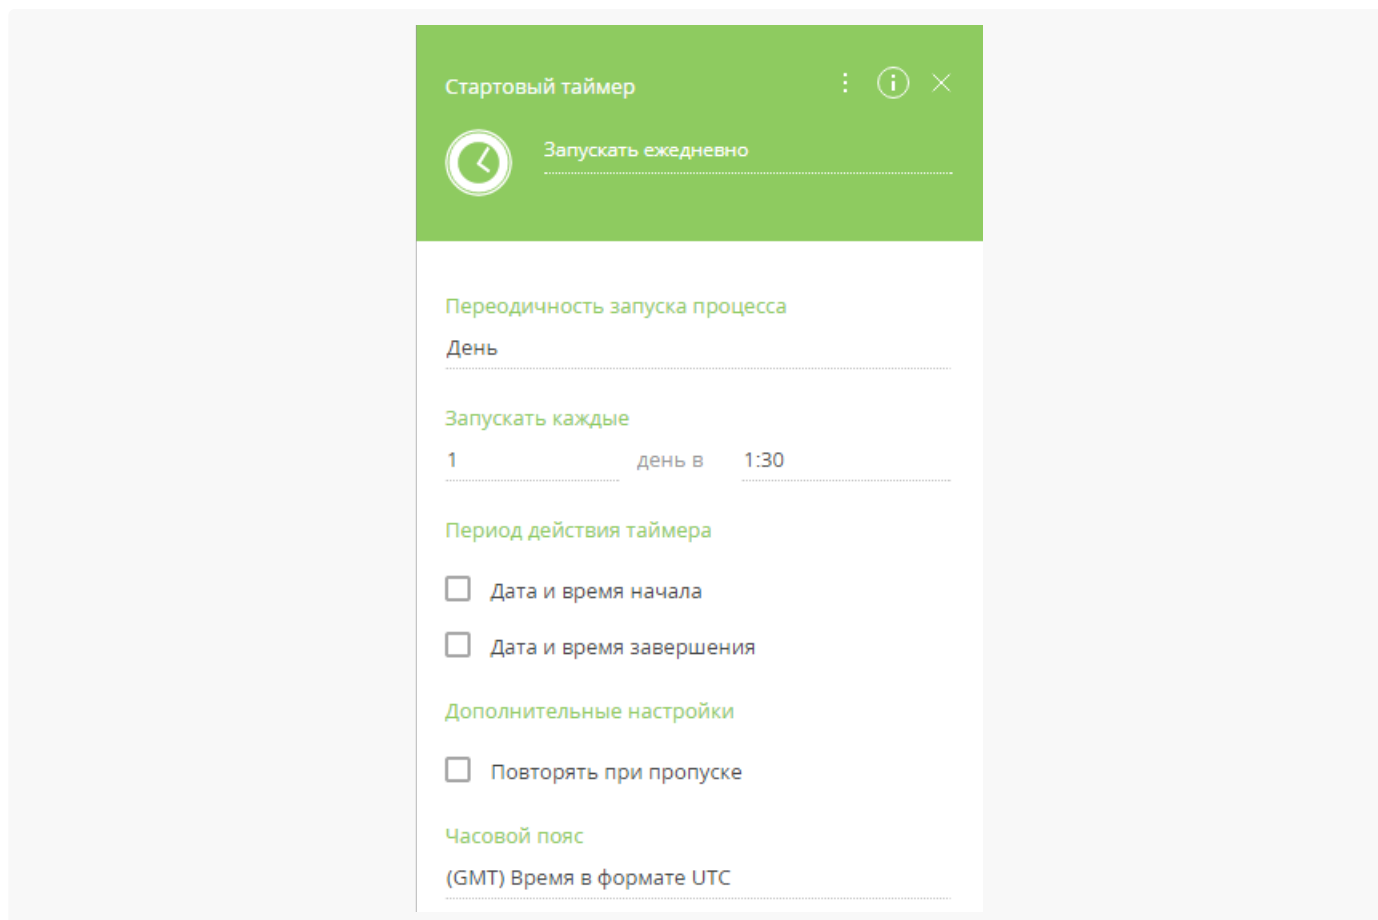 Стартовый таймер
Запускать ежедневно
Переодичность запуска процесса
День
Запускать каждые
1 день в 1:30
Период действия таймера
Дата и время начала
Дата и время завершения
Дополнительные настройки
Повторять при пропуске
Часовой пояс
(GMT) Время в формате UTC